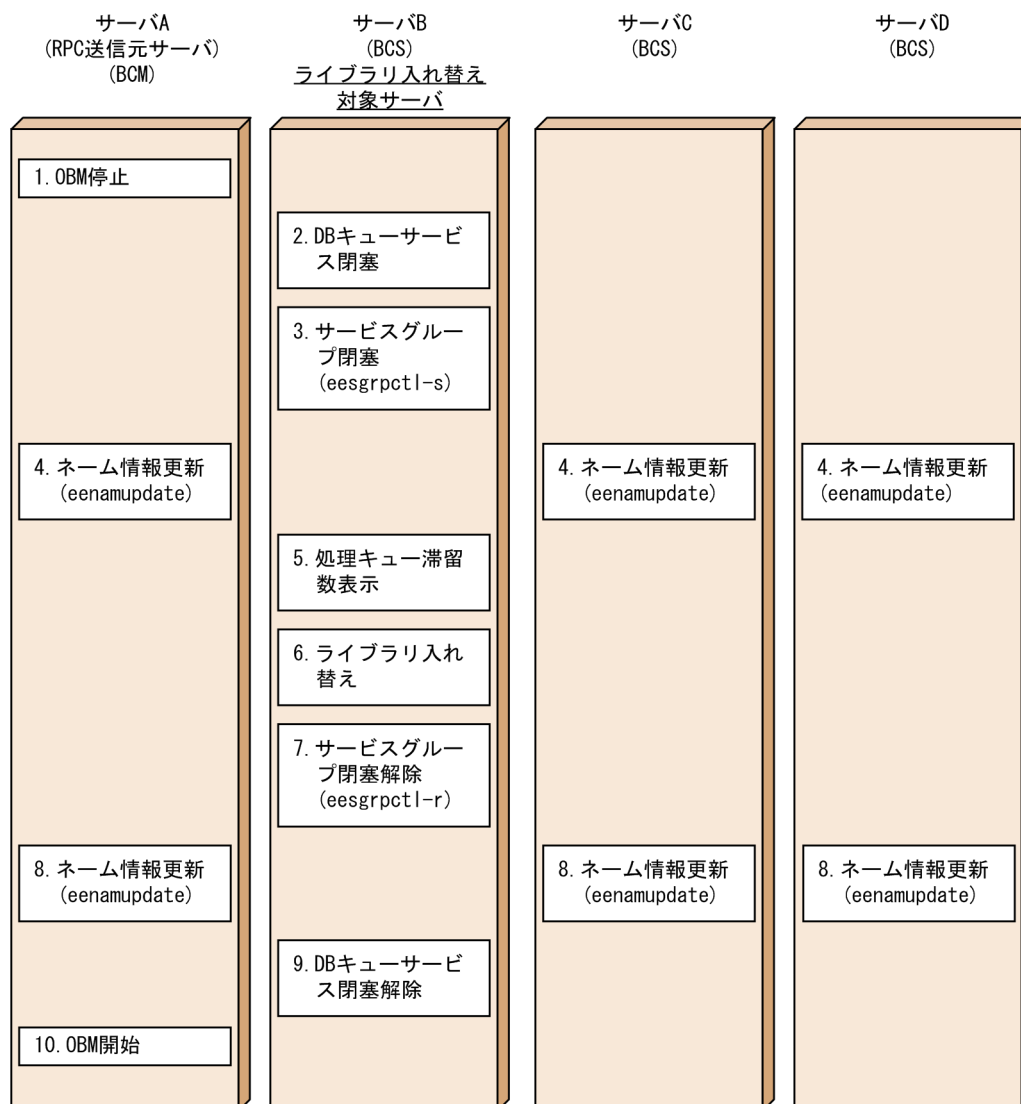 サーバA
(RPC送信元サーバ)
(BCM)
サーバB
(BCS)
ライブラリ入れ替え
対象サーバ
サーバC
(BCS)
サーバD
(BCS)
1. OBM停止
2. DBキューサービ
ス閉塞
3. サービスグルー
プ閉塞
(eesgrpctl-s)
4. ネーム情報更新
(eenamupdate)
4. ネーム情報更新
(eenamupdate)
4. ネーム情報更新
(eenamupdate)
5. 処理キュー滞留
数表示
6. ライブラリ入れ
替え
7. サービスグルー
プ閉塞解除
(eesgrpctl-r)
8. ネーム情報更新
(eenamupdate)
8. ネーム情報更新
(eenamupdate)
8. ネーム情報更新
(eenamupdate)
9. DBキューサービ
ス閉塞解除
10. OBM開始